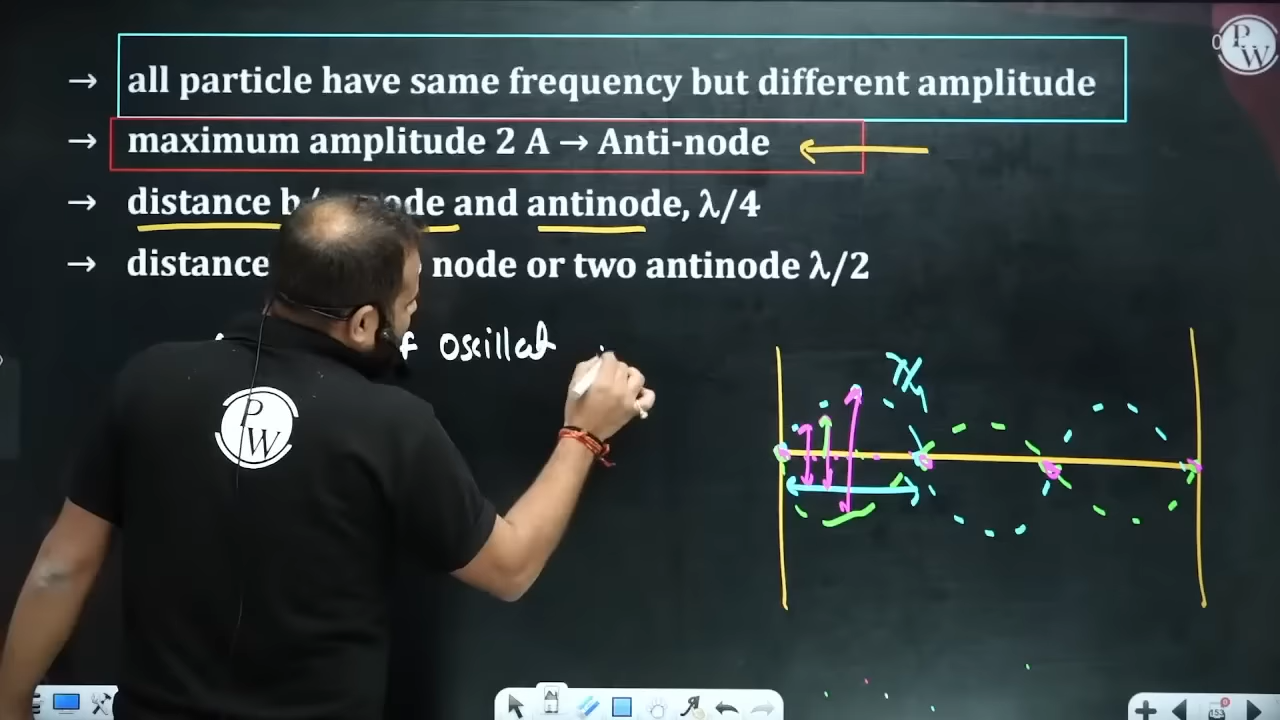 PW
→ all particle have same frequency but different amplitude
→ maximum amplitude 2 A → Anti-node
→ distance node and antinode, λ/4
→ distance node or two antinode λ/2
oscillat
PW
153